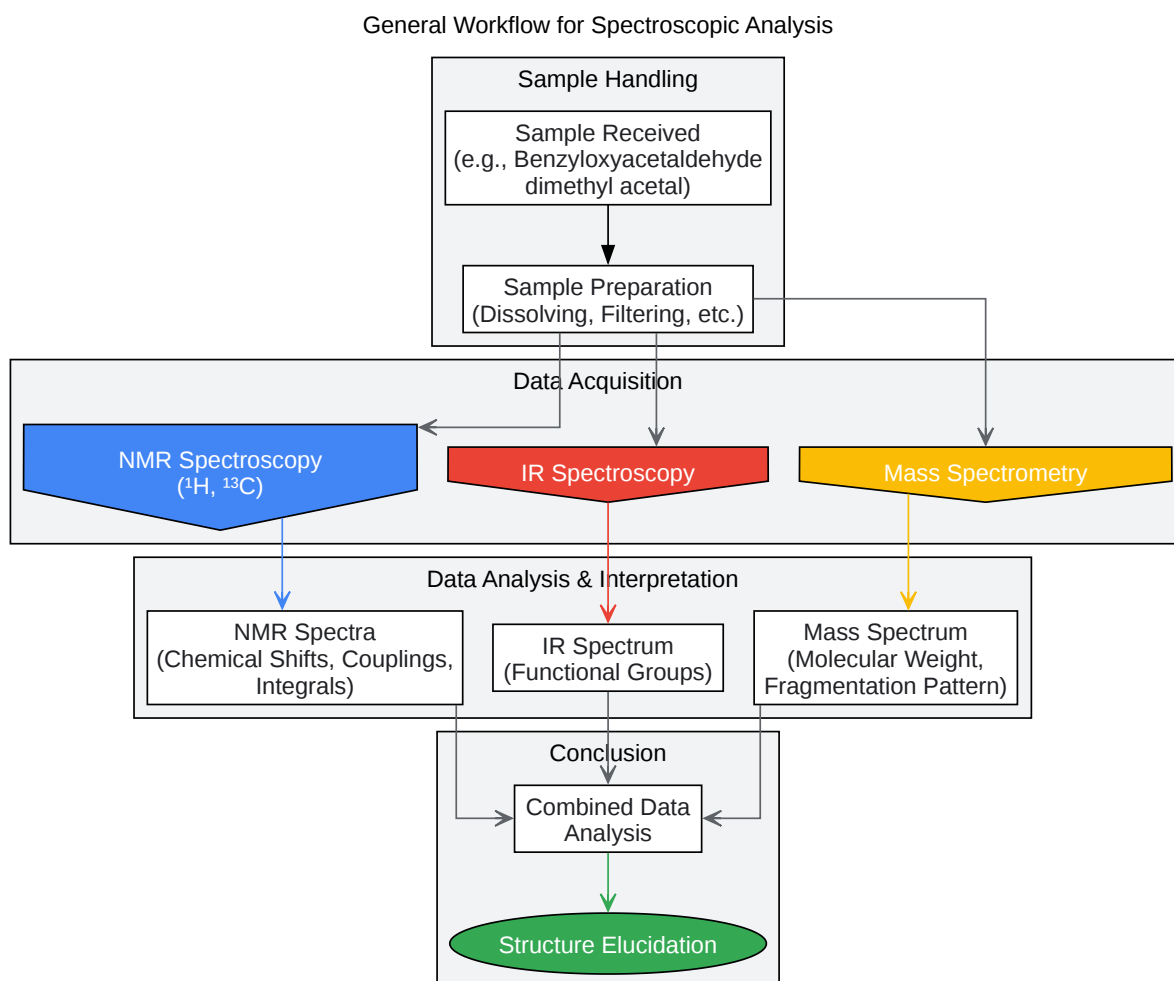 General Workflow for Spectroscopic Analysis
Sample Handling
Sample Received
(e.g., Benzyloxyacetaldehyde
dimethyl acetal)
Sample Preparation
(Dissolving, Filtering, etc.)
Data Acquisition
NMR Spectroscopy
(¹H, ¹³C)
IR Spectroscopy
Mass Spectrometry
Data Analysis & Interpretation
NMR Spectra
(Chemical Shifts, Couplings,
Integrals)
IR Spectrum
(Functional Groups)
Mass Spectrum
(Molecular Weight,
Fragmentation Pattern)
Conclusion
Combined Data
Analysis
Structure Elucidation